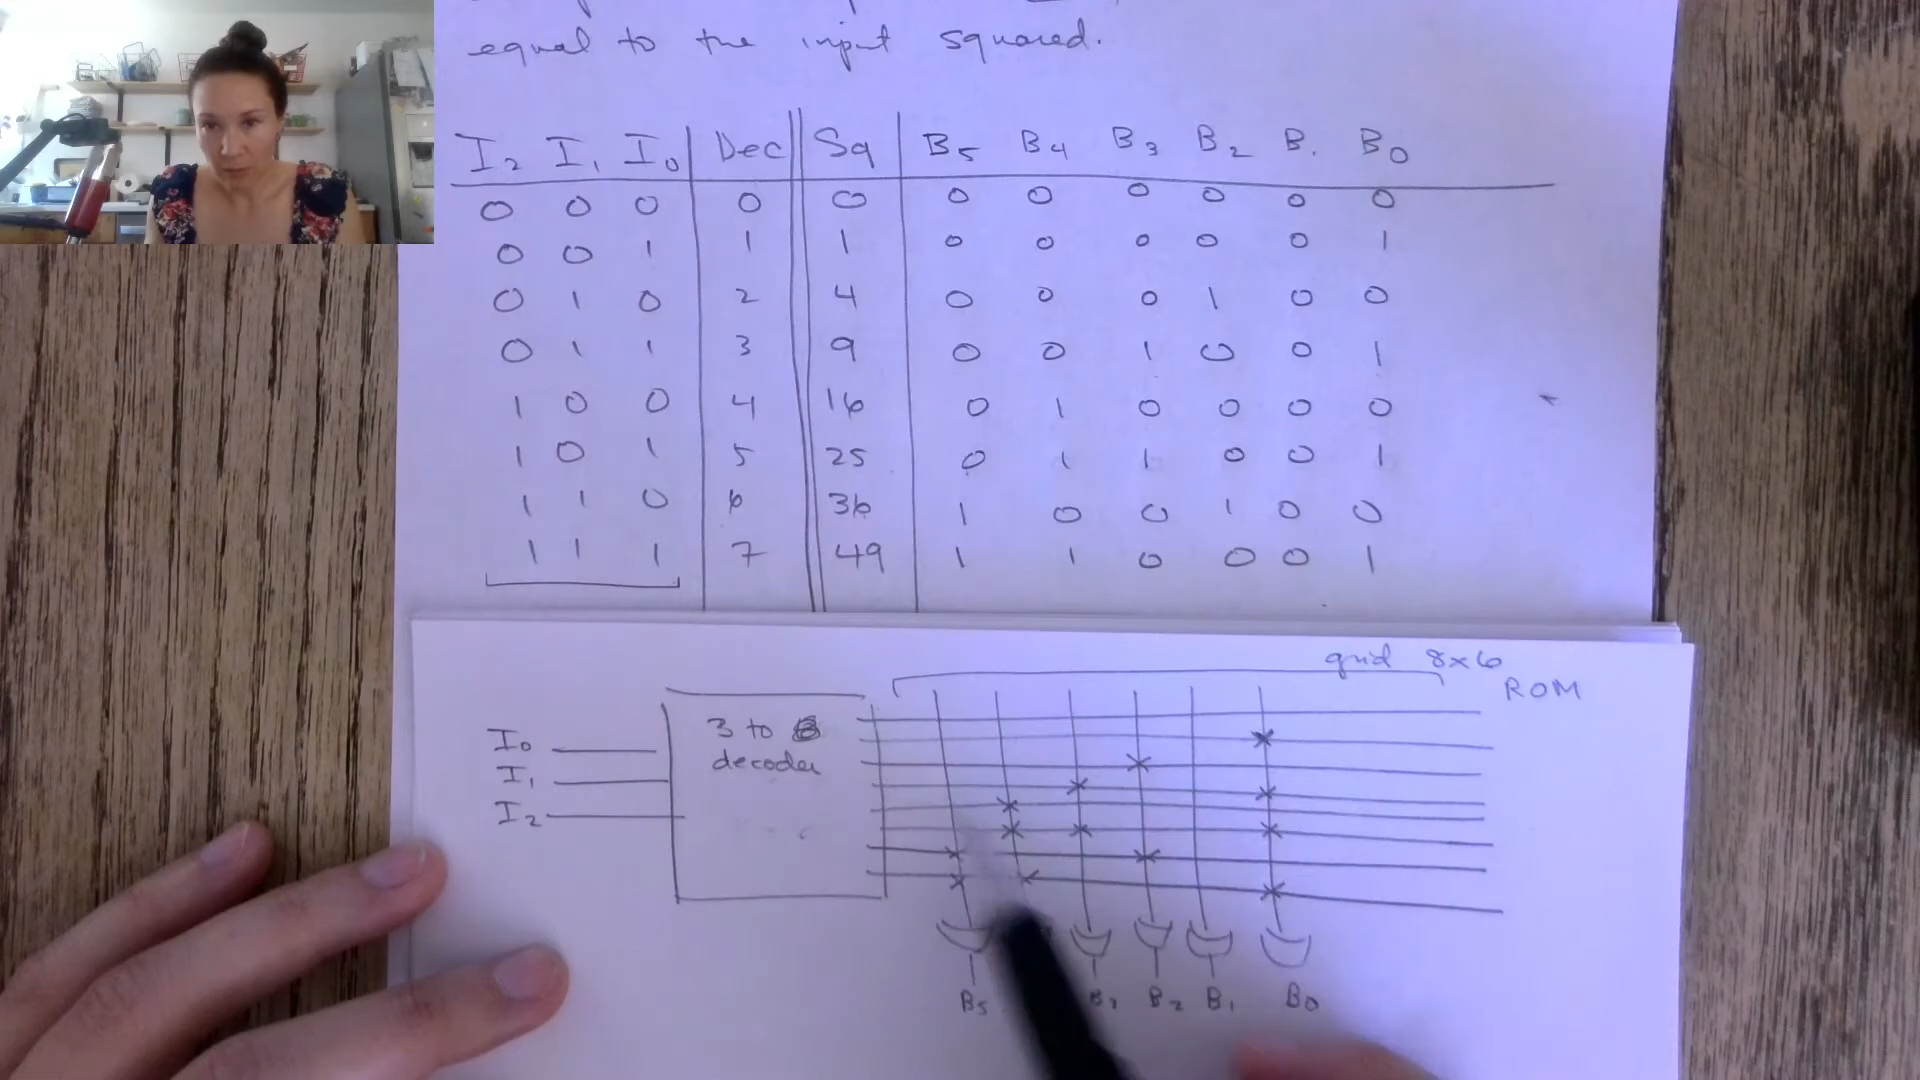 equal to the input squared.
I2 I1 I0 Dec Sq B5 B4 B3 B2 B. B0
0 0 0 0 0 0 0 0 0 0 0
0 0 1 1 1 0 0 0 0 0 1
0 1 0 2 4 0 0 0 1 0 0
0 1 1 3 9 0 0 1 0 0 1
1 0 0 4 16 0 1 0 0 0 0
1 0 1 5 25 0 1 1 0 0 1
1 1 0 6 36 1 0 0 1 0 0
1 1 1 7 49 1 1 0 0 0 1
grid 8x6
ROM
3 to 8
decoder
I0
I1
I2
B5 B3 B2 B1 B0